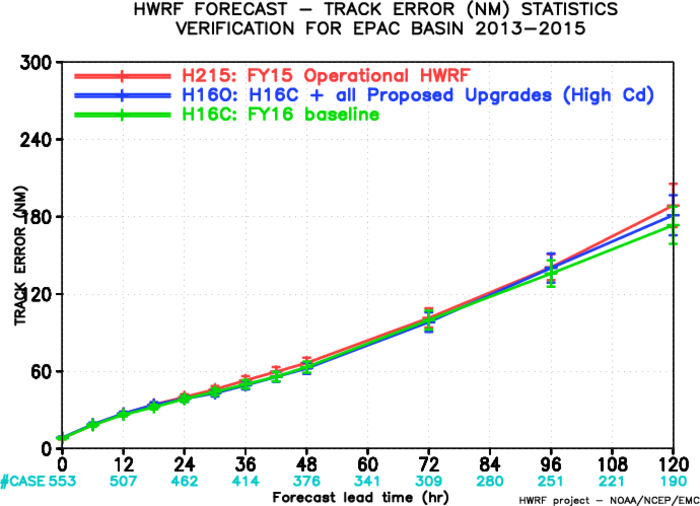 HWRF FORECAST − TRACK ERROR (NM) STATISTICS
VERIFICATION FOR EPAC BASIN 2013−2015
H215: FY15 Operational HWRF
H16O: H16C + all Proposed Upgrades (High Cd)
H16C: FY16 baseline
TRACK ERROR (NM)
300
240
180
120
60
0
0 12 24 36 48 60 72 84 96 108 120
#CASE 553 507 462 414 376 341 309 280 251 221 190
Forecast lead time (hr)
HWRF project − NOAA/NCEP/EMC